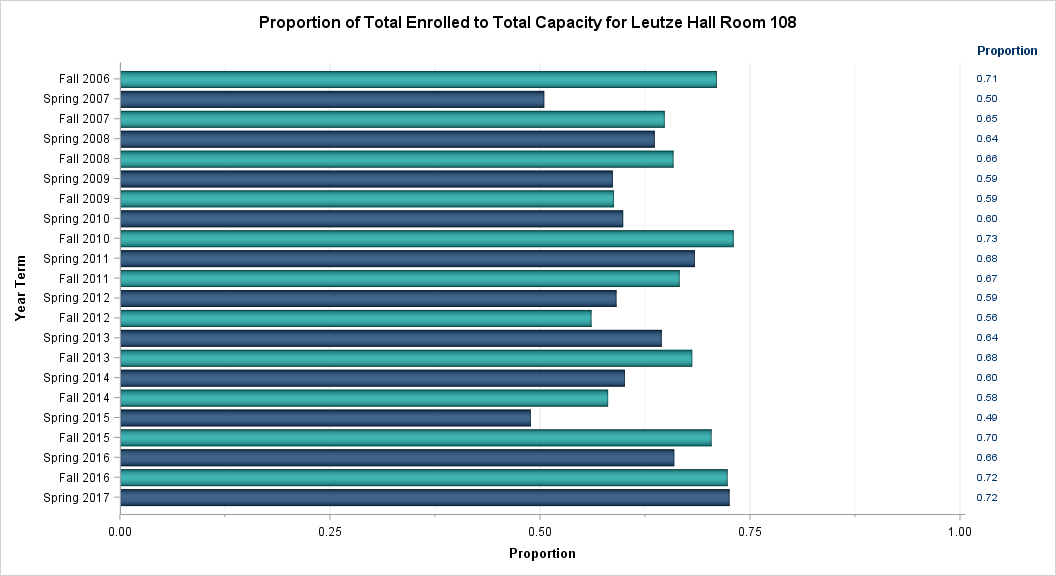 Proportion of Total Enrolled to Total Capacity for Leutze Hall Room 108
Proportion
Fall 2006 0.71
Spring 2007 0.50
Fall 2007 0.65
Spring 2008 0.64
Fall 2008 0.66
Spring 2009 0.59
Fall 2009 0.59
Spring 2010 0.60
Fall 2010 0.73
Spring 2011 0.68
Fall 2011 0.67
Spring 2012 0.59
Fall 2012 0.56
Spring 2013 0.64
Fall 2013 0.68
Spring 2014 0.60
Fall 2014 0.58
Spring 2015 0.49
Fall 2015 0.70
Spring 2016 0.66
Fall 2016 0.72
Spring 2017 0.72
Year Term
0.00 0.25 0.50 0.75 1.00
Proportion